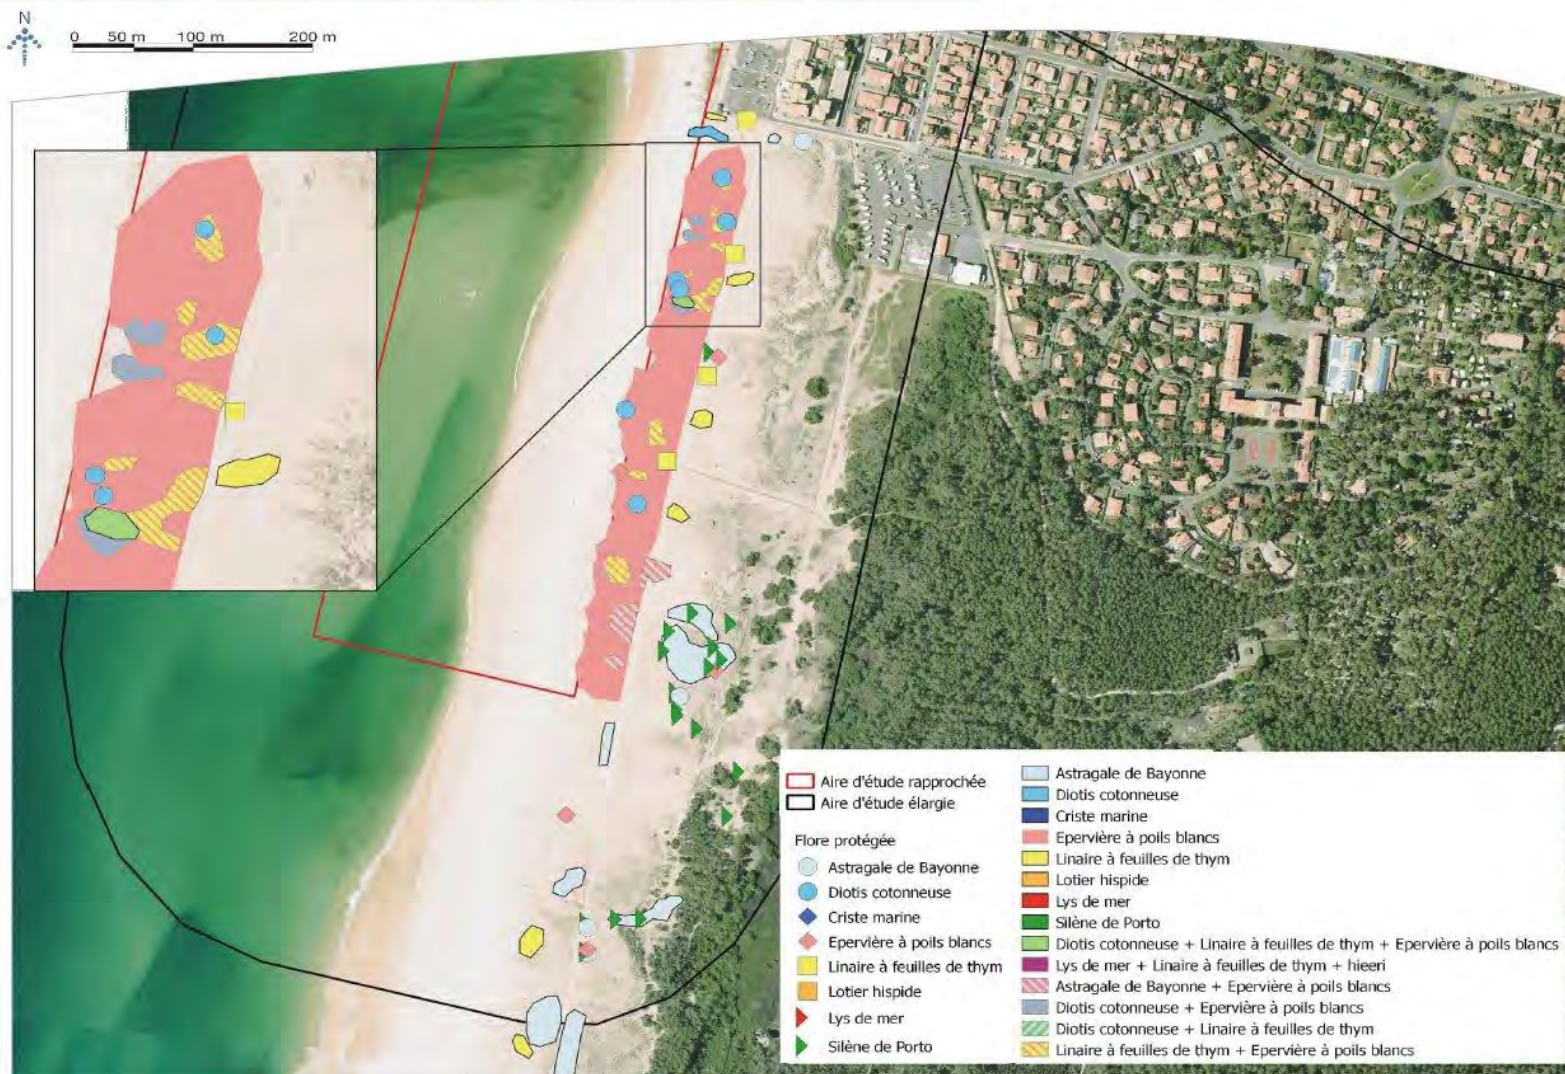 N
0 50 m 100 m 200 m
Aire d'étude rapprochée
Aire d'étude élargie
Flore protégée
Astragale de Bayonne
Diotis cotonneuse
Criste marine
Epervière à poils blancs
Linaire à feuilles de thym
Lotier hispide
Lys de mer
Silène de Porto
Astragale de Bayonne
Diotis cotonneuse
Criste marine
Epervière à poils blancs
Linaire à feuilles de thym
Lotier hispide
Lys de mer
Silène de Porto
Diotis cotonneuse + Linaire à feuilles de thym + Epervière à poils blancs
Lys de mer + Linaire à feuilles de thym + hieeri
Astragale de Bayonne + Epervière à poils blancs
Diotis cotonneuse + Epervière à poils blancs
Diotis cotonneuse + Linaire à feuilles de thym
Linaire à feuilles de thym + Epervière à poils blancs